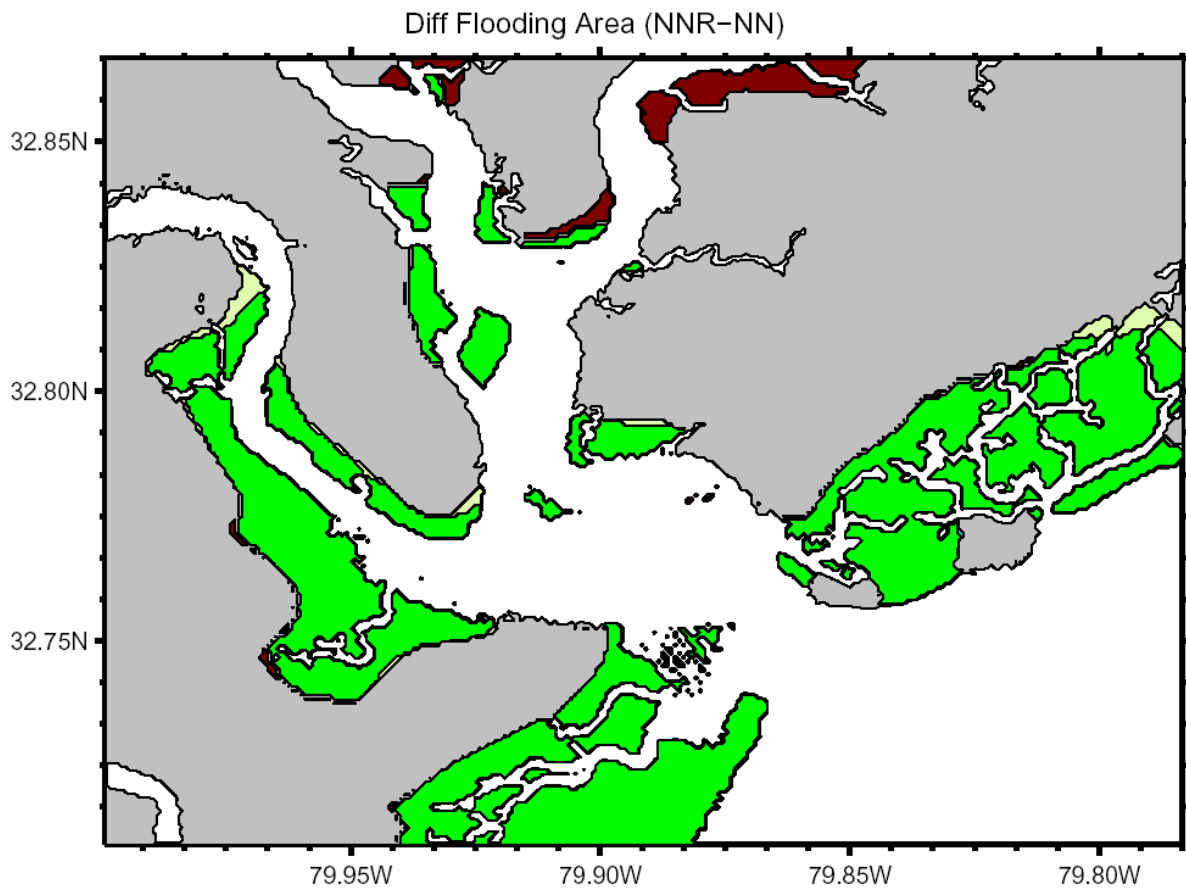 Diff Flooding Area (NNR−NN)
32.85N
32.80N
32.75N
79.95W
79.90W
79.85W
79.80W